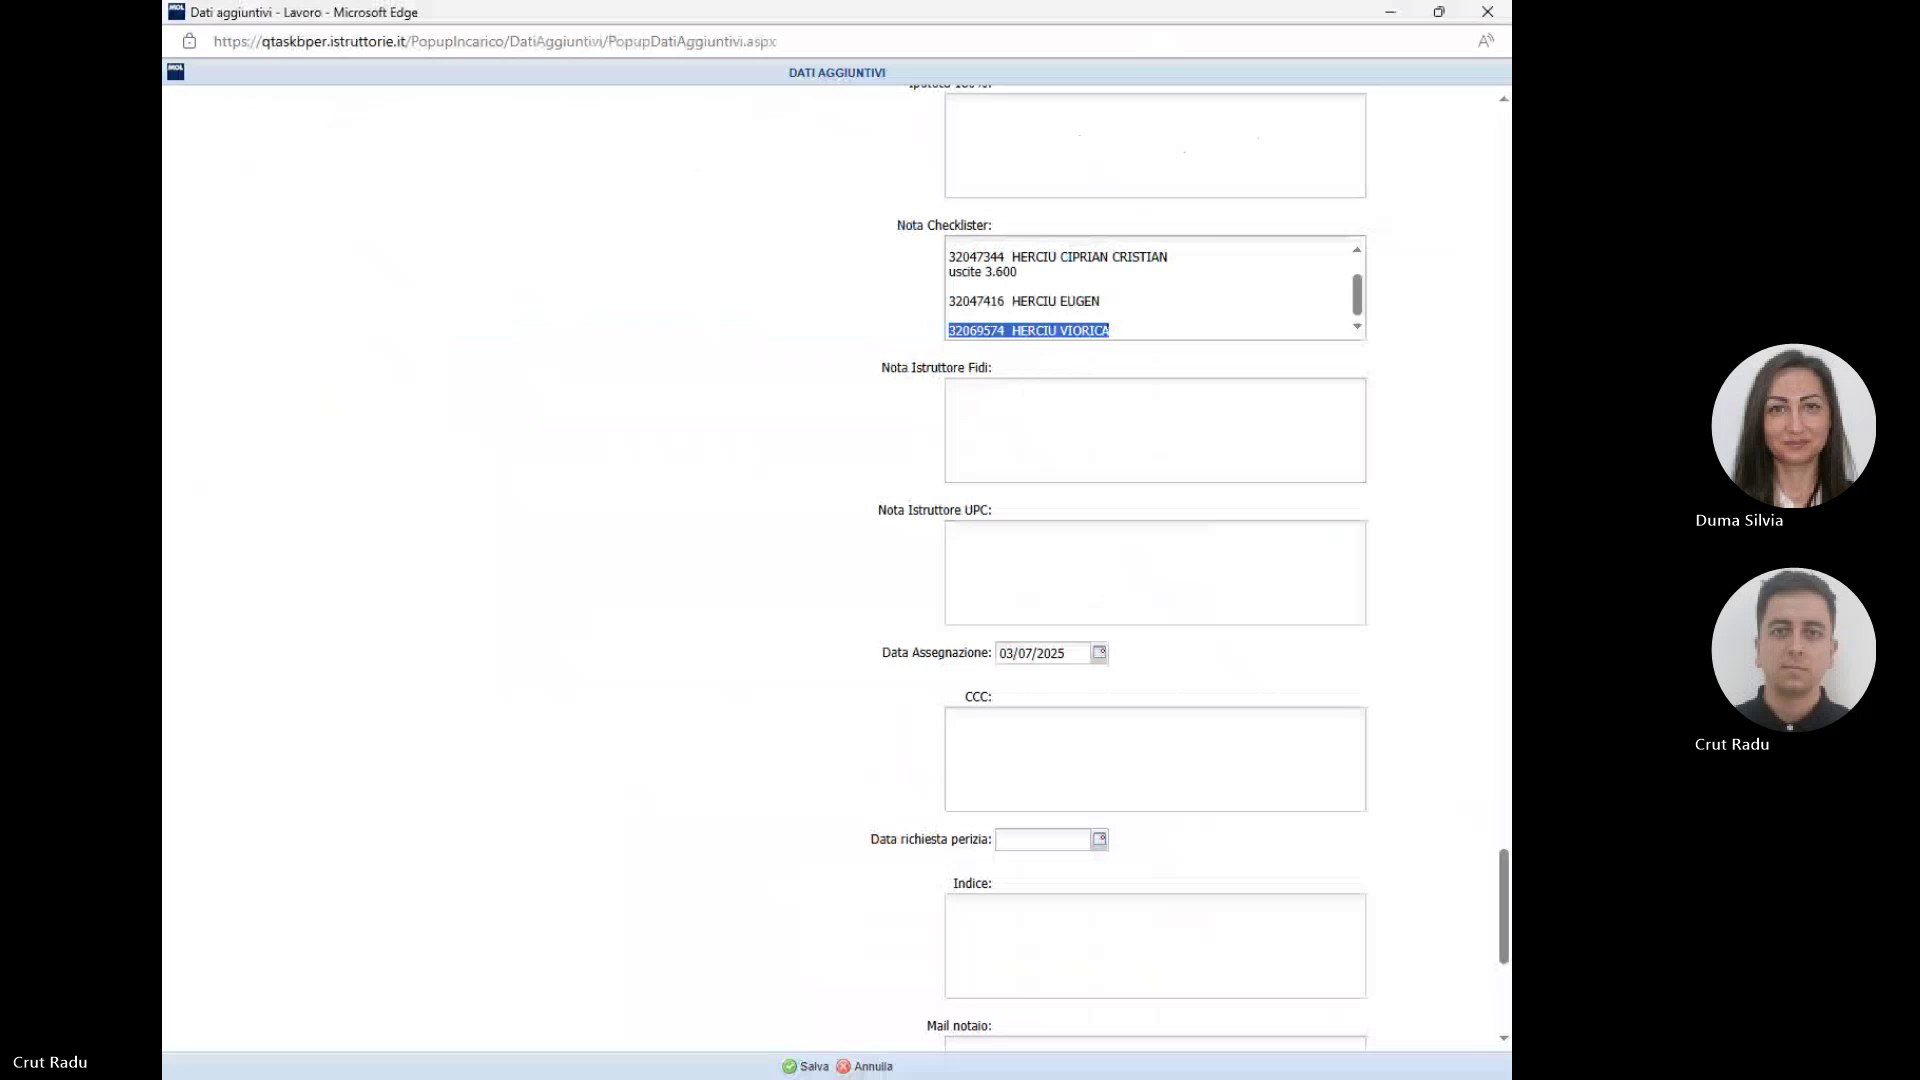 MOL Dati aggiuntivi - Lavoro - Microsoft Edge
https://qtaskbper.istruttorie.it/PopupIncarico/DatiAggiuntivi/PopupDatiAggiuntivi.aspx
MOL
DATI AGGIUNTIVI
Nota Checklister:
32047344 HERCIU CIPRIAN CRISTIAN
uscite 3.600
32047416 HERCIU EUGEN
32069574 HERCIU VIORICA
Nota Istruttore Fidi:
Nota Istruttore UPC:
Data Assegnazione: 03/07/2025
CCC:
Data richiesta perizia:
Indice:
Mail notaio:
Salva Annulla
Duma Silvia
Crut Radu
Crut Radu